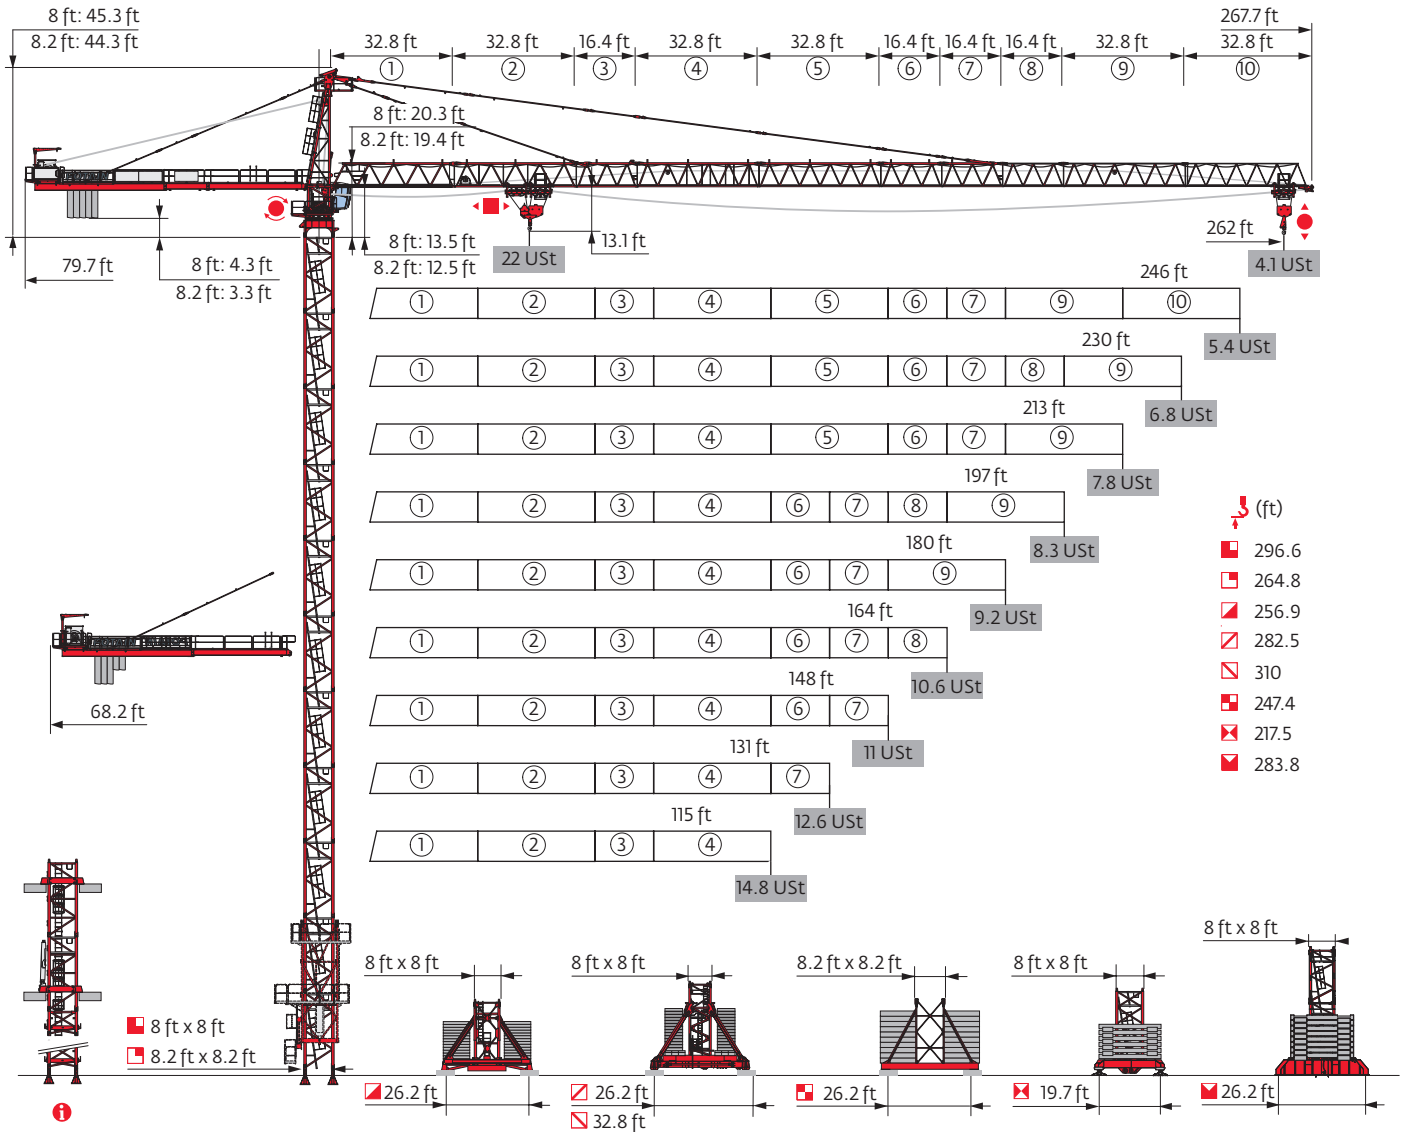 8 ft: 45.3 ft
8.2 ft: 44.3 ft
267.7 ft
32.8 ft 32.8 ft 16.4 ft 32.8 ft 32.8 ft 16.4 ft 16.4 ft 16.4 ft 32.8 ft 32.8 ft
① ② ③ ④ ⑤ ⑥ ⑦ ⑧ ⑨ ⑩
8 ft: 20.3 ft
8.2 ft: 19.4 ft
8 ft: 13.5 ft
8.2 ft: 12.5 ft
22 USt
13.1 ft
262 ft
4.1 USt
79.7 ft
8 ft: 4.3 ft
8.2 ft: 3.3 ft
246 ft
① ② ③ ④ ⑤ ⑥ ⑦ ⑨ ⑩
5.4 USt
230 ft
① ② ③ ④ ⑤ ⑥ ⑦ ⑧ ⑨
6.8 USt
213 ft
① ② ③ ④ ⑤ ⑥ ⑦ ⑨
7.8 USt
197 ft
① ② ③ ④ ⑥ ⑦ ⑧ ⑨
8.3 USt
180 ft
① ② ③ ④ ⑥ ⑦ ⑨
9.2 USt
164 ft
① ② ③ ④ ⑥ ⑦ ⑧
10.6 USt
148 ft
① ② ③ ④ ⑥ ⑦
11 USt
131 ft
① ② ③ ④ ⑦
12.6 USt
115 ft
① ② ③ ④
14.8 USt
(ft)
296.6
264.8
256.9
282.5
310
247.4
217.5
283.8
68.2 ft
8 ft x 8 ft
8.2 ft x 8.2 ft
i
8 ft x 8 ft
26.2 ft
8 ft x 8 ft
26.2 ft
32.8 ft
8.2 ft x 8.2 ft
26.2 ft
8 ft x 8 ft
19.7 ft
8 ft x 8 ft
26.2 ft